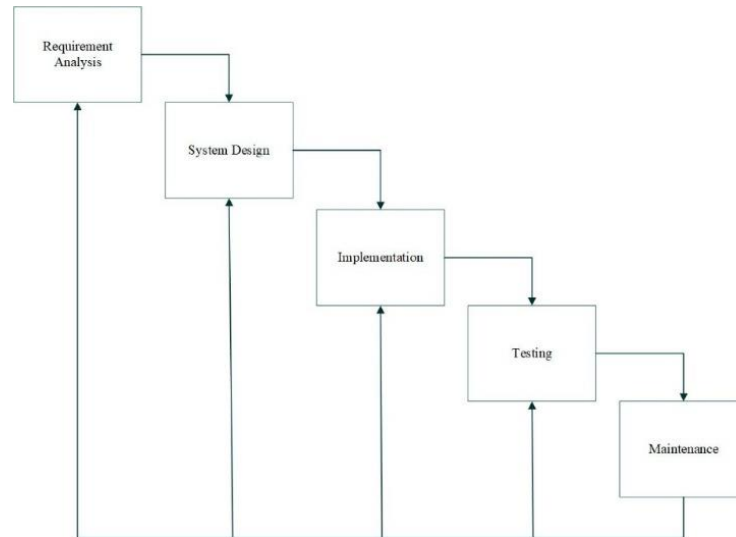 Requirement
Analysis
System Design
Implementation
Testing
Maintenance